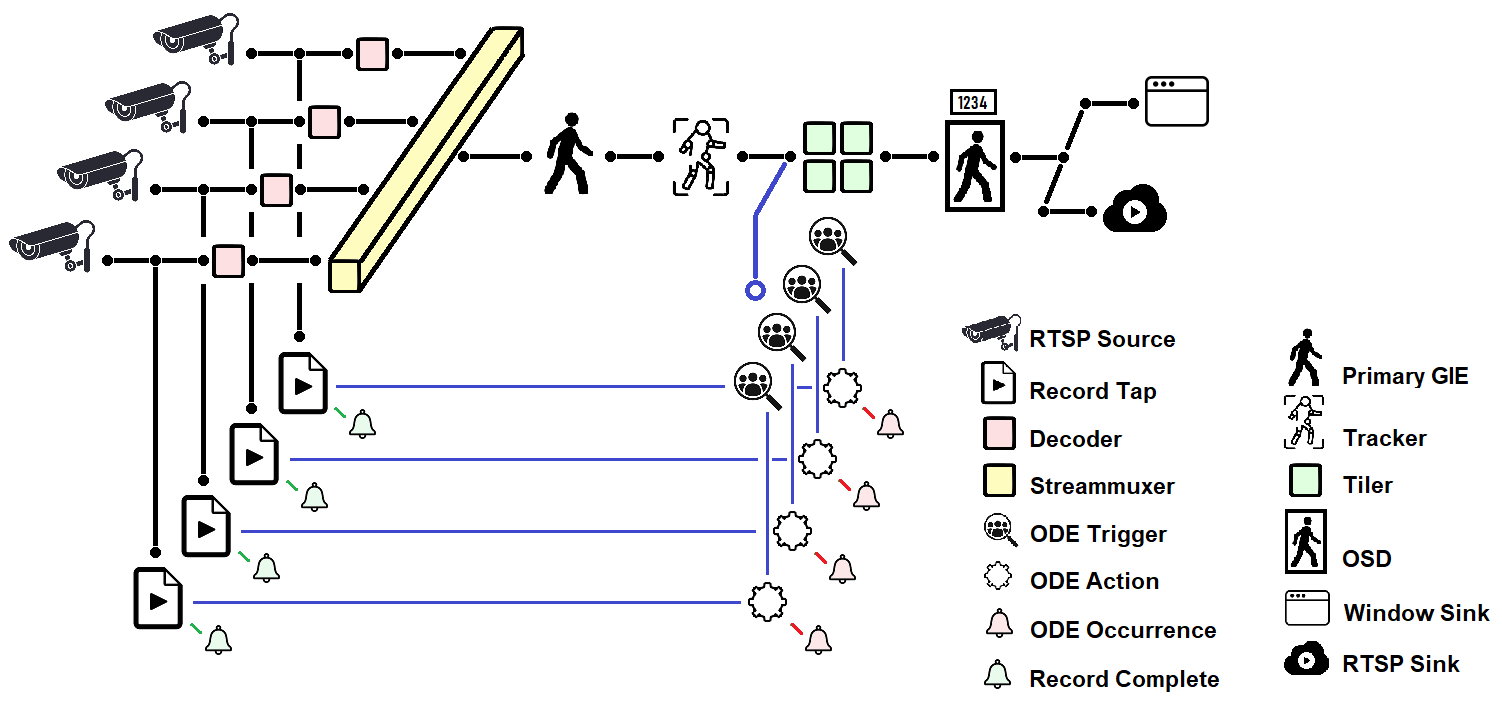 1234
RTSP Source
Record Tap
Decoder
Streammuxer
ODE Trigger
ODE Action
ODE Occurrence
Record Complete
Primary GIE
Tracker
Tiler
OSD
Window Sink
RTSP Sink